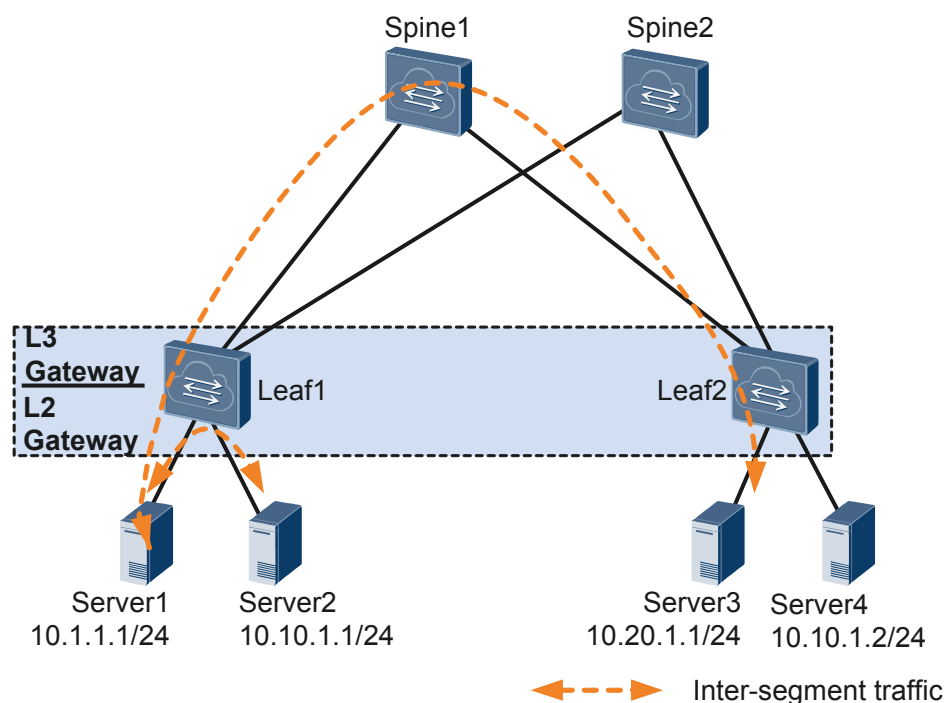 Spine1
Spine2
L3
Gateway
L2
Gateway
Leaf1
Leaf2
Server1
10.1.1.1/24
Server2
10.10.1.1/24
Server3
10.20.1.1/24
Server4
10.10.1.2/24
Inter-segment traffic